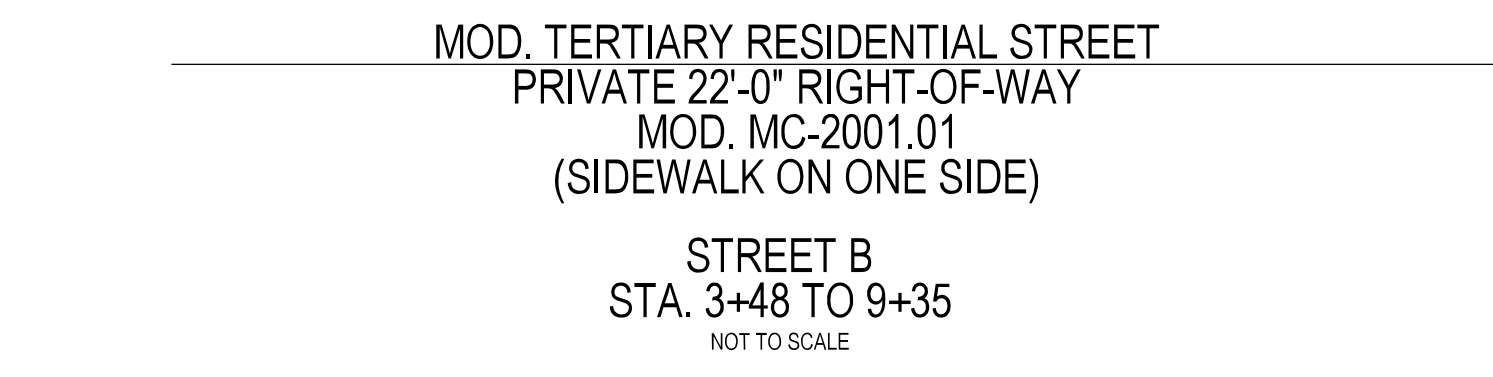 MOD. TERTIARY RESIDENTIAL STREET
PRIVATE 22'-0" RIGHT-OF-WAY
MOD. MC-2001.01
(SIDEWALK ON ONE SIDE)
STREET B
STA. 3+48 TO 9+35
NOT TO SCALE